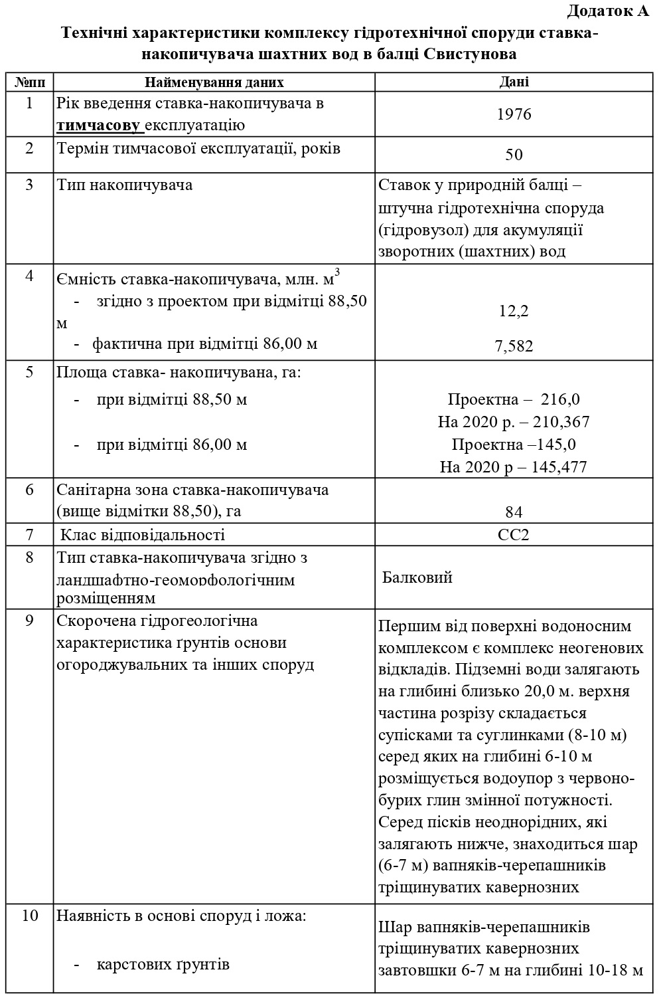 Додаток А
Технічні характеристики комплексу гідротехнічної споруди ставка-
накопичувача шахтних вод в балці Свистунова
№пп Найменування даних Дані
1 Рік введення ставка-накопичувача в
тимчасову експлуатацію
1976
2 Термін тимчасової експлуатації, років
50
3 Тип накопичувача
Ставок у природній балці –
штучна гідротехнічна споруда
(гідровузол) для акумуляції
зворотних (шахтних) вод
4 Ємність ставка-накопичувача, млн. м3
- згідно з проектом при відмітці 88,50
м
- фактична при відмітці 86,00 м
12,2
7,582
5 Площа ставка- накопичувана, га:
- при відмітці 88,50 м
- при відмітці 86,00 м
Проектна – 216,0
На 2020 р. – 210,367
Проектна –145,0
На 2020 р – 145,477
6 Санітарна зона ставка-накопичувача
(вище відмітки 88,50), га
84
7 Клас відповідальності СС2
8 Тип ставка-накопичувача згідно з
ландшафтно-геоморфологічним
розміщенням
Балковий
9 Скорочена гідрогеологічна
характеристика ґрунтів основи
огороджувальних та інших споруд
Першим від поверхні водоносним
комплексом є комплекс неогенових
відкладів. Підземні води залягають
на глибині близько 20,0 м. верхня
частина розрізу складається
супісками та суглинками (8-10 м)
серед яких на глибині 6-10 м
розміщується водоупор з червоно-
бурих глин змінної потужності.
Серед пісків неоднорідних, які
залягають нижче, знаходиться шар
(6-7 м) вапняків-черепашників
тріщинуватих кавернозних
10 Наявність в основі споруд і ложа:
- карстових ґрунтів
Шар вапняків-черепашників
тріщинуватих кавернозних
завтовшки 6-7 м на глибині 10-18 м